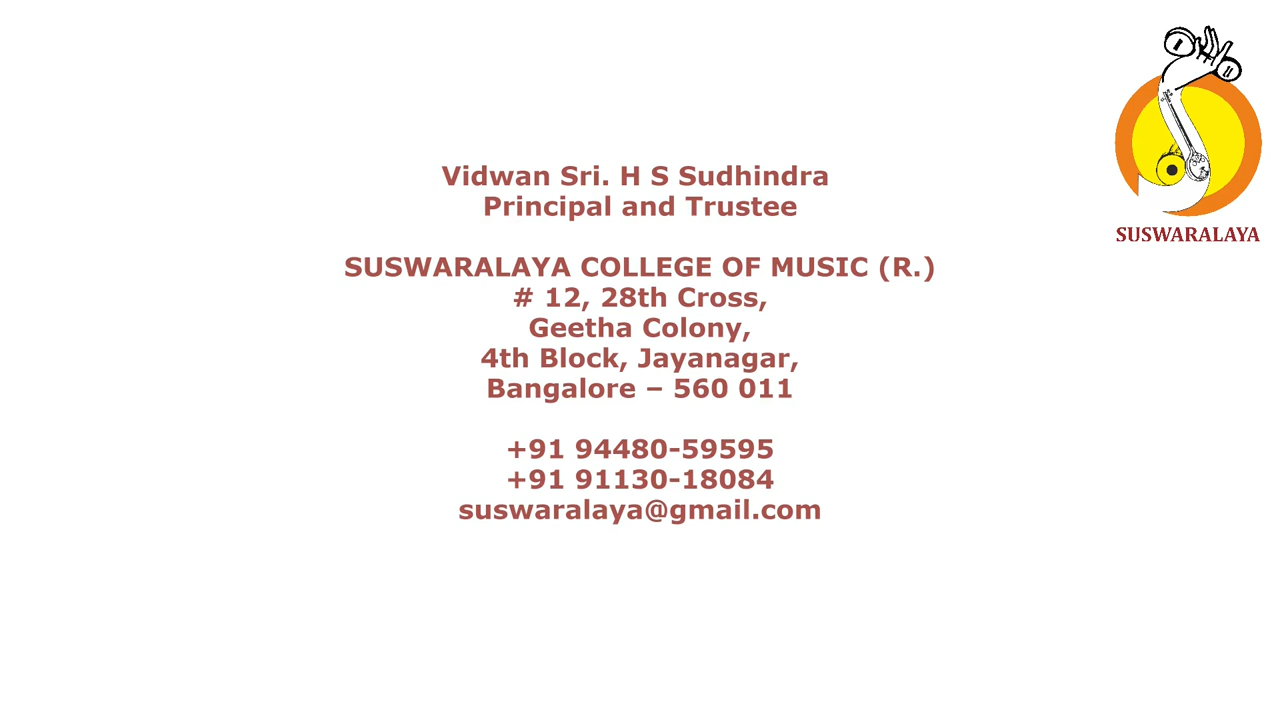 Vidwan Sri. H S Sudhindra
Principal and Trustee
SUSWARALAYA COLLEGE OF MUSIC (R.)
# 12, 28th Cross,
Geetha Colony,
4th Block, Jayanagar,
Bangalore – 560 011
+91 94480-59595
+91 91130-18084
suswaralaya@gmail.com
SUSWARALAYA